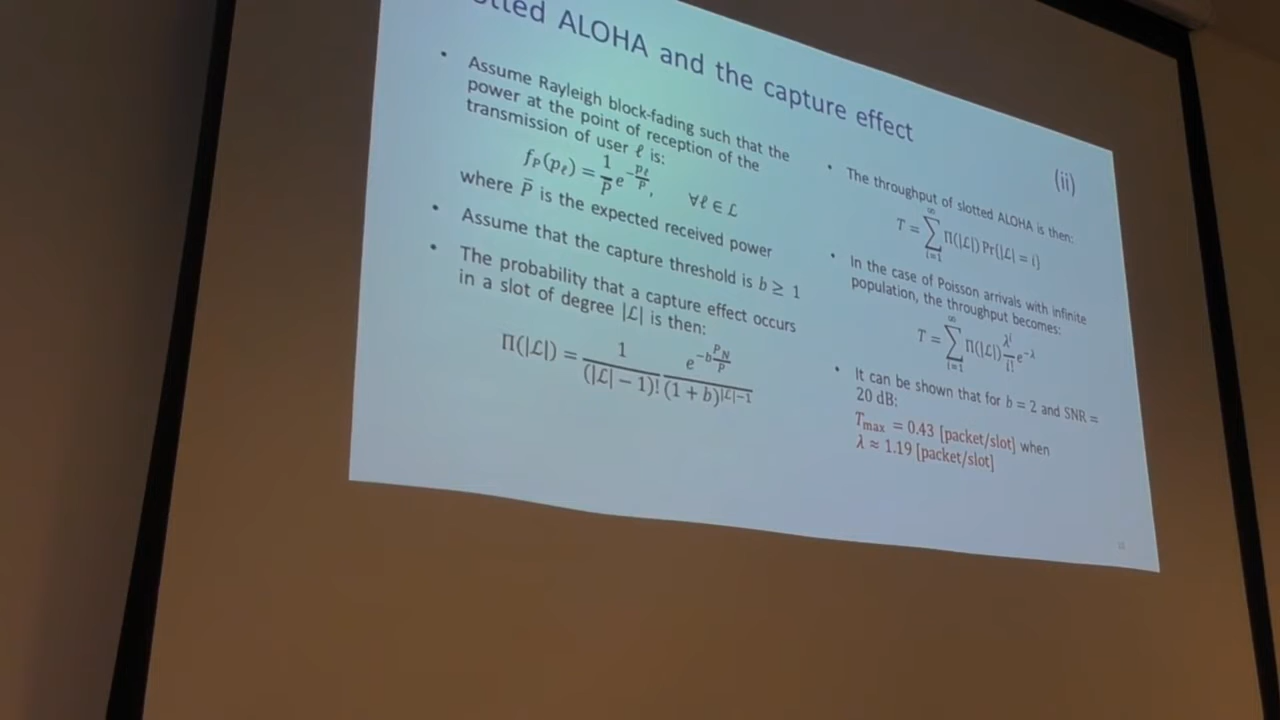 ALOHA and the capture effect
(ii)
• Assume Rayleigh block-fading such that the
power at the point of reception of the
transmission of user ℓ is:
f_P(p_ℓ) = 1/P̄ e^{-p_ℓ/P̄}, ∀ℓ ∈ ℒ
where P̄ is the expected received power
• Assume that the capture threshold is b ≥ 1
• The probability that a capture effect occurs
in a slot of degree |ℒ| is then:
Π(|ℒ|) = 1/(|ℒ| − 1)! e^{-b P_N/P̄}/(1 + b)^{|ℒ|−1}
• The throughput of slotted ALOHA is then:
T = ∑_{i=1}^{∞} Π(|ℒ|) Pr{|ℒ| = i}
• In the case of Poisson arrivals with infinite
population, the throughput becomes:
T = ∑_{i=1}^{∞} Π(|ℒ|) λ^i/i! e^{-λ}
• It can be shown that for b = 2 and SNR =
20 dB:
T_max = 0.43 [packet/slot] when
λ ≈ 1.19 [packet/slot]